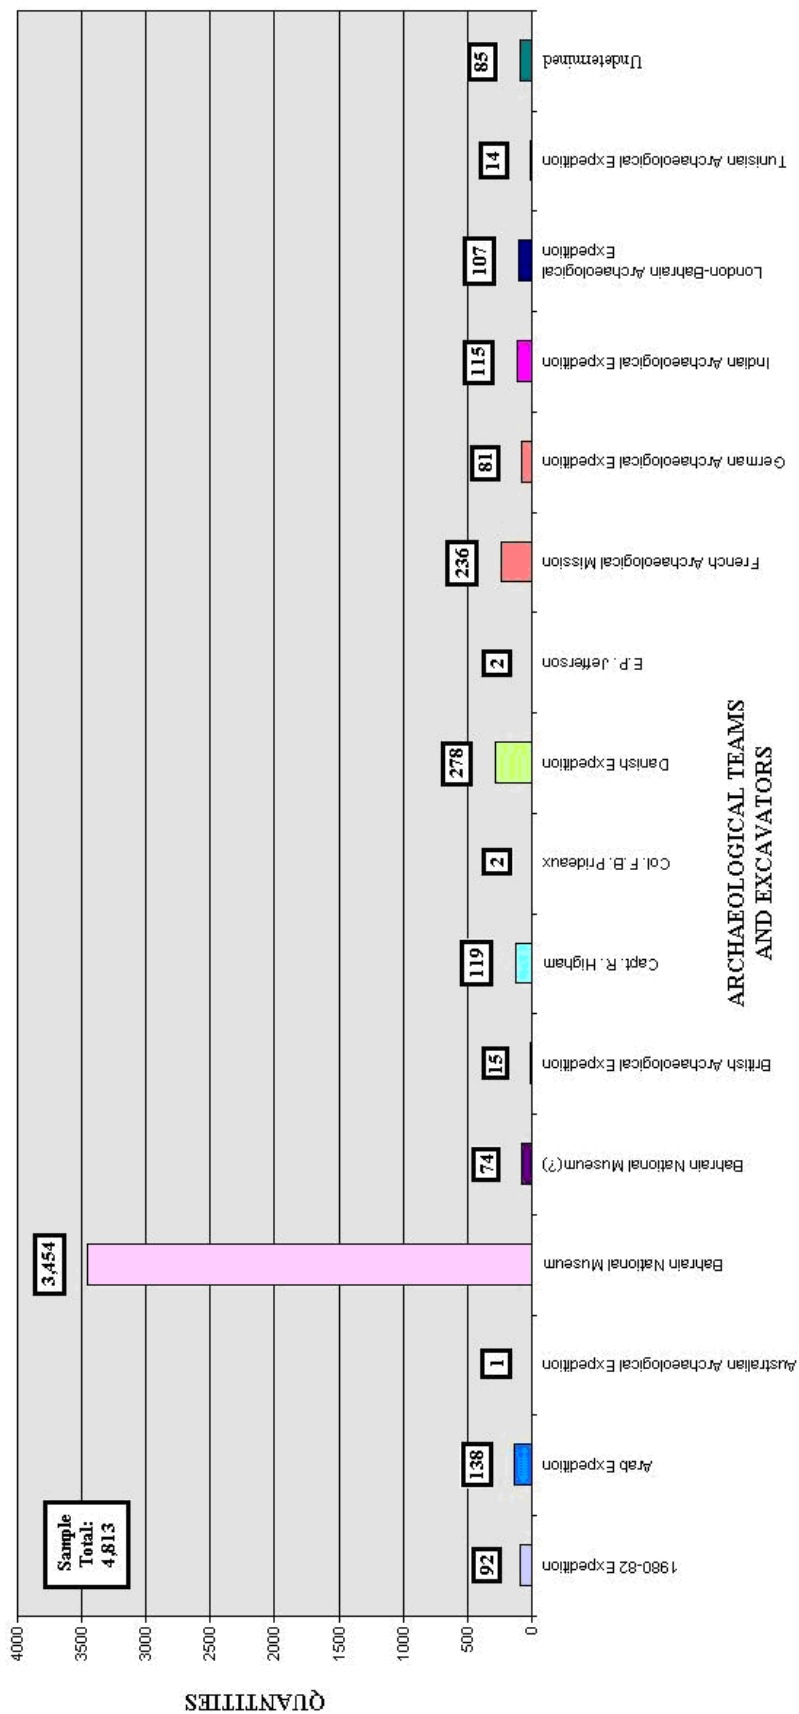 QUANTITIES
4000
3500
3000
2500
2000
1500
1000
500
0
Sample
Total:
4,813
92
138
1
3,454
74
15
119
2
278
2
236
81
115
107
14
85
1980-82 Expedition
Arab Expedition
Australian Archaeological Expedition
Bahrain National Museum
Bahrain National Museum(?)
British Archaeological Expedition
Capt. R. Higham
Col. F.B. Prideaux
Danish Expedition
E.P. Jefferson
French Archaeological Mission
German Archaeological Expedition
Indian Archaeological Expedition
London-Bahrain Archaeological
Expedition
Tunisian Archaeological Expedition
Undetermined
ARCHAEOLOGICAL TEAMS
AND EXCAVATORS